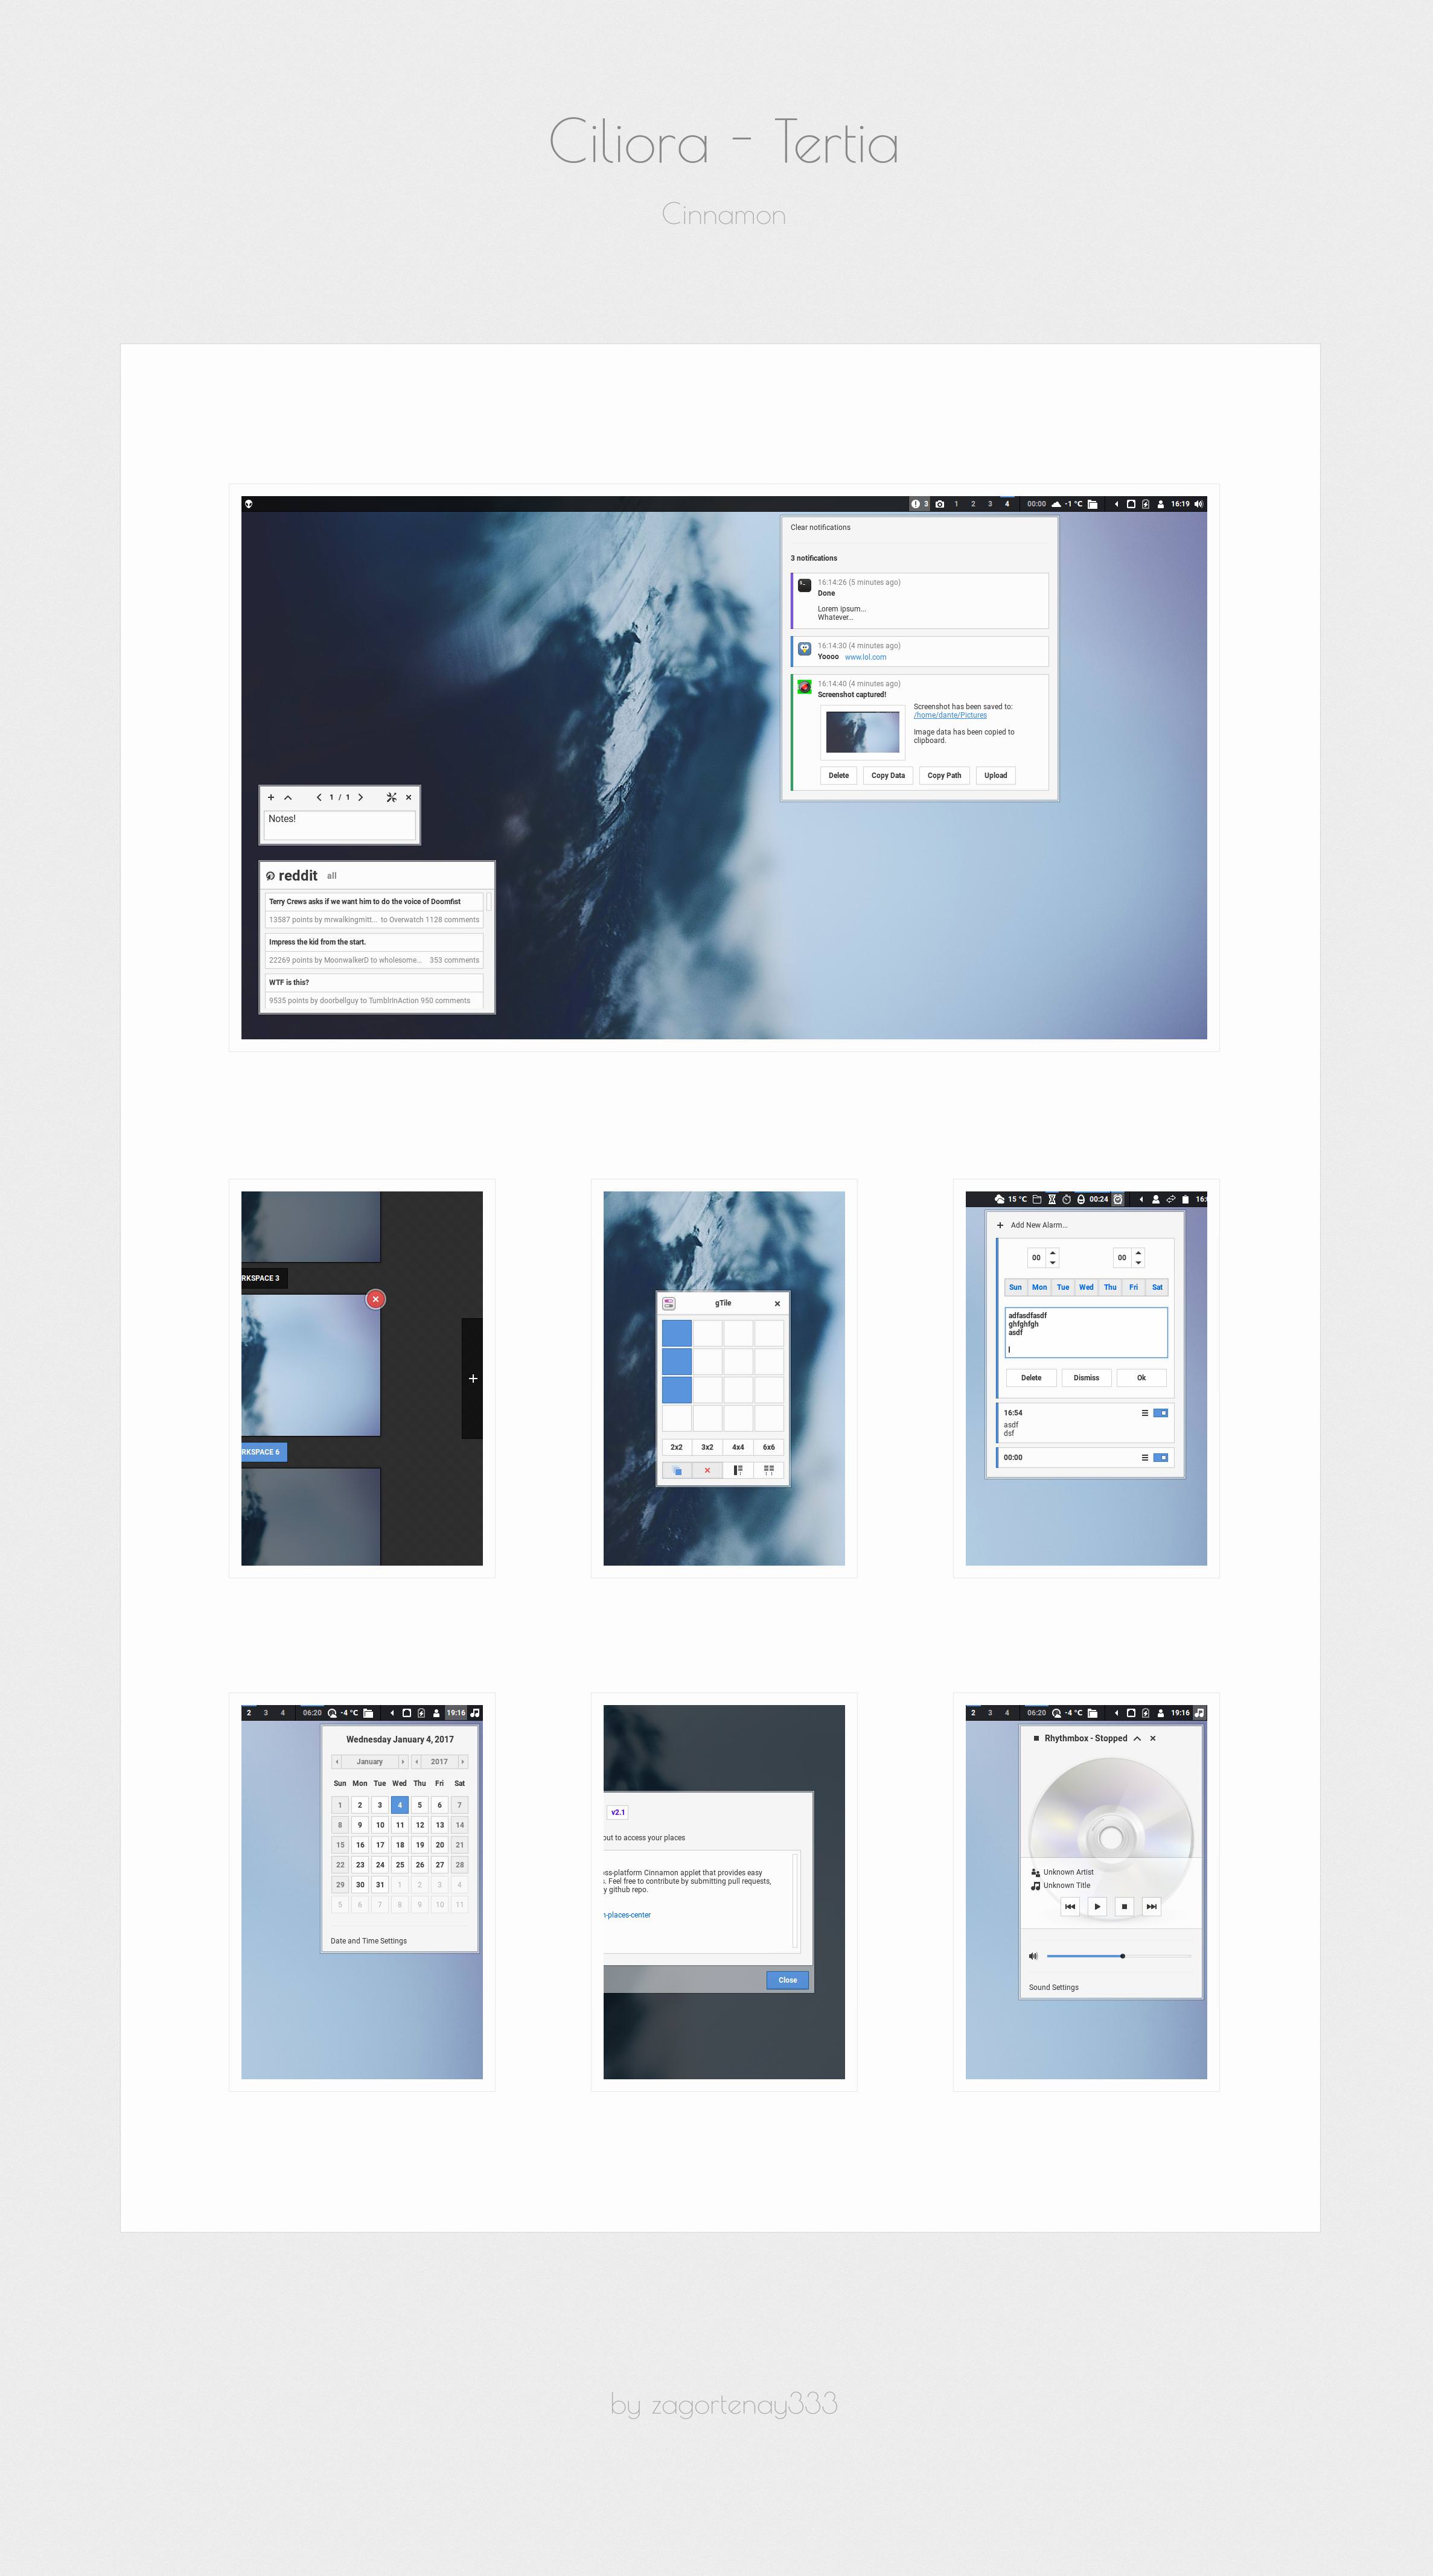 Ciliora - Tertia
Cinnamon
3 1 2 3 4 00:00 -1 °C 16:19
Clear notifications
3 notifications
16:14:26 (5 minutes ago)
Done
Lorem ipsum...
Whatever...
16:14:30 (4 minutes ago)
Yoooo www.lol.com
16:14:40 (4 minutes ago)
Screenshot captured!
Screenshot has been saved to:
/home/dante/Pictures
Image data has been copied to
clipboard.
Delete Copy Data Copy Path Upload
1 / 1
Notes!
reddit all
Terry Crews asks if we want him to do the voice of Doomfist
13587 points by mrwalkingmitt... to Overwatch 1128 comments
Impress the kid from the start.
22269 points by MoonwalkerD to wholesome... 353 comments
WTF is this?
9535 points by doorbellguy to TumblrInAction 950 comments
RKSPACE 3
+
RKSPACE 6
gTile
2x2 3x2 4x4 6x6
15 °C 00:24 16:
+ Add New Alarm...
00 00
Sun Mon Tue Wed Thu Fri Sat
adfasdfasdf
ghfghfgh
asdf
Delete Dismiss Ok
16:54
asdf
dsf
00:00
2 3 4 06:20 -4 °C 19:16
Wednesday January 4, 2017
January 2017
Sun Mon Tue Wed Thu Fri Sat
1 2 3 4 5 6 7
8 9 10 11 12 13 14
15 16 17 18 19 20 21
22 23 24 25 26 27 28
29 30 31 1 2 3 4
5 6 7 8 9 10 11
Date and Time Settings
v2.1
out to access your places
ss-platform Cinnamon applet that provides easy
. Feel free to contribute by submitting pull requests,
y github repo.
-places-center
Close
2 3 4 06:20 -4 °C 19:16
Rhythmbox - Stopped
Unknown Artist
Unknown Title
Sound Settings
by zagortenay333